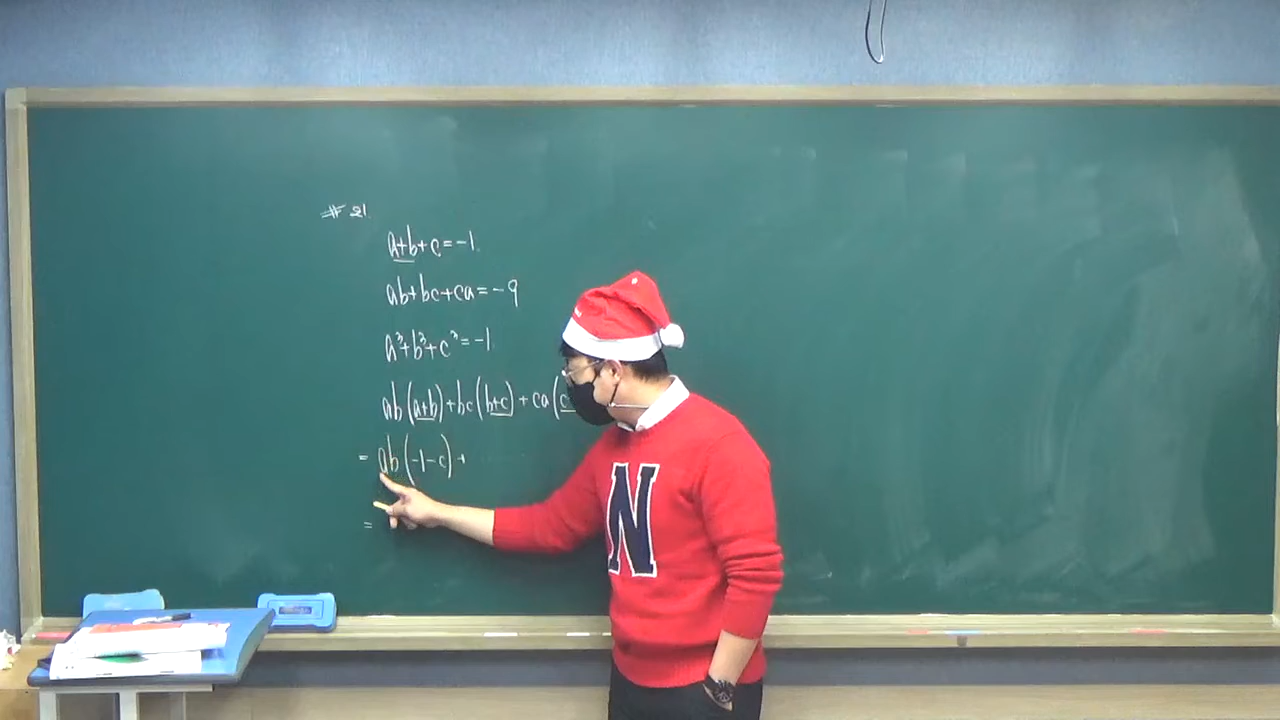 # 21.
a+b+c=-1.
ab+bc+ca=-9
a³+b³+c³=-1.
ab(a+b)+bc(b+c)+ca(c
=ab(-1-c)+
=
N